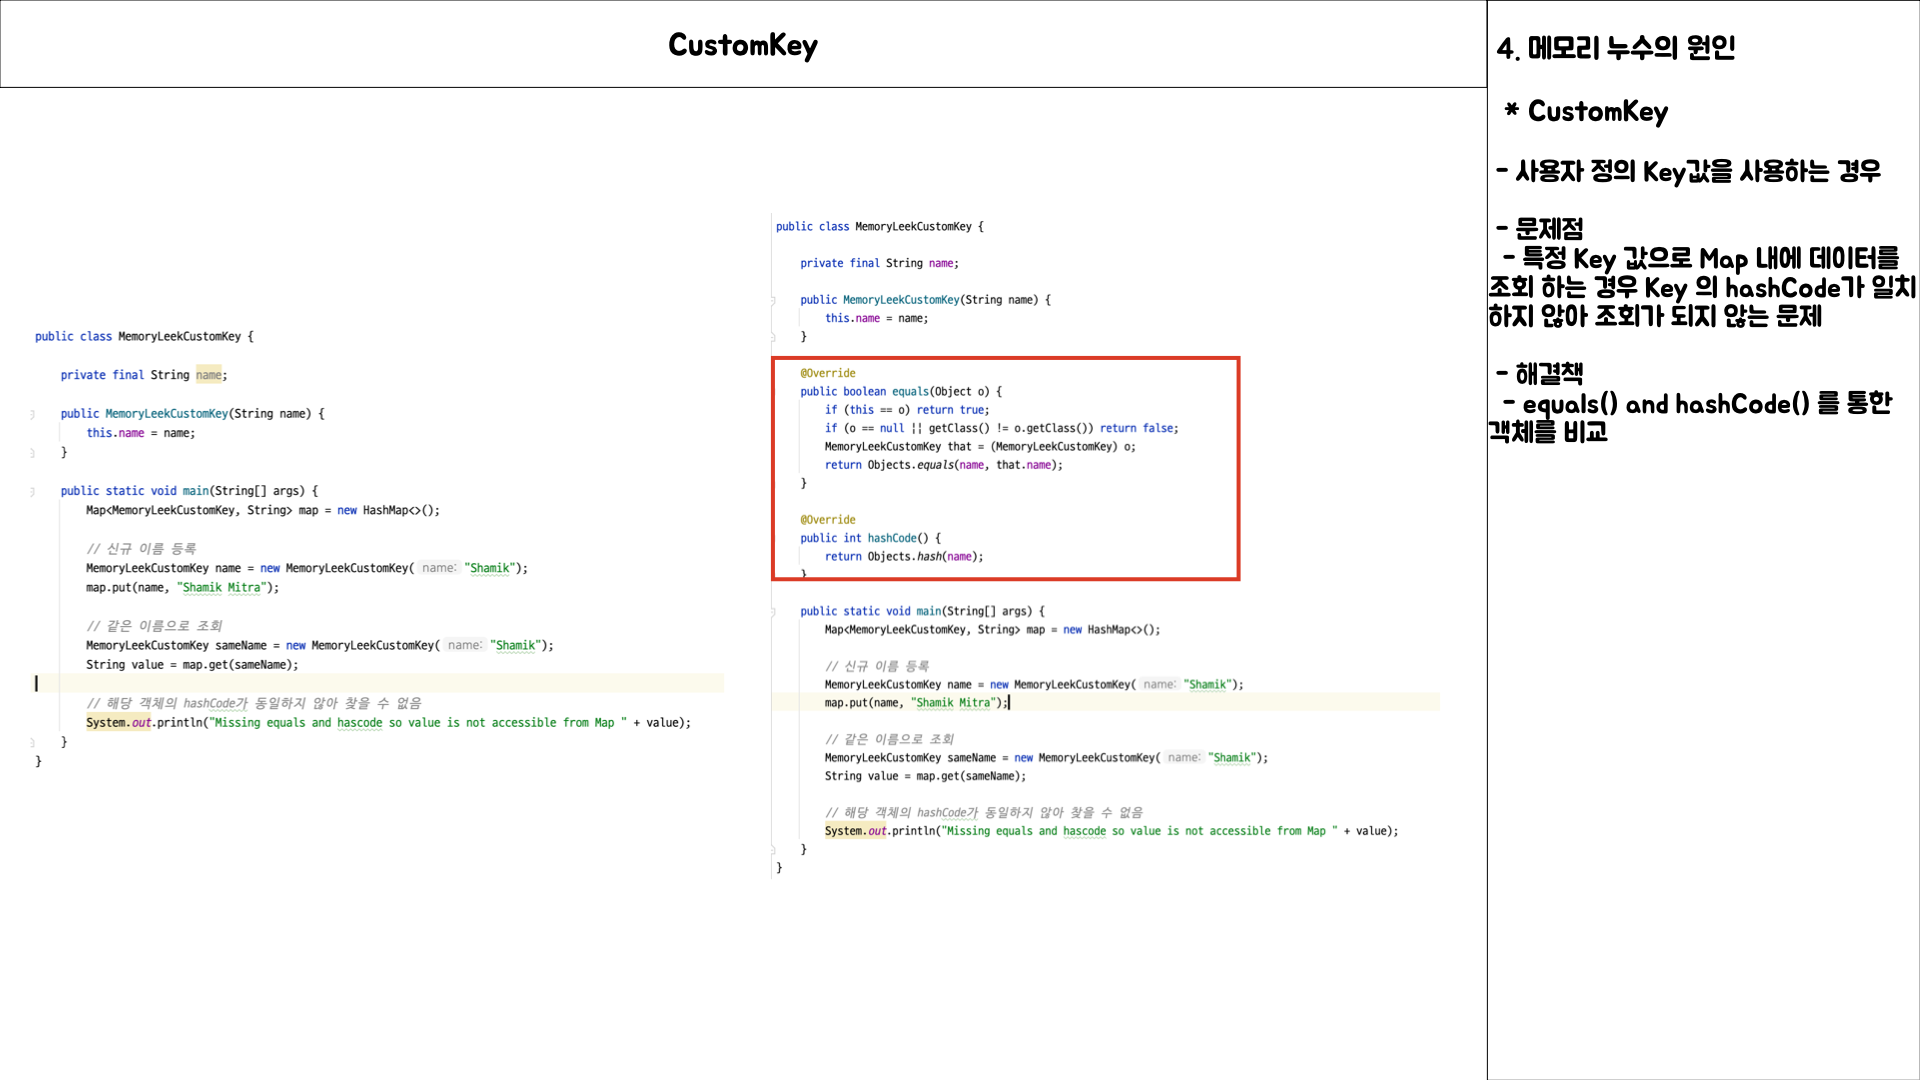 CustomKey
public class MemoryLeekCustomKey {
private final String name;
public MemoryLeekCustomKey(String name) {
this.name = name;
}
public static void main(String[] args) {
Map<MemoryLeekCustomKey, String> map = new HashMap<>();
// 신규 이름 등록
MemoryLeekCustomKey name = new MemoryLeekCustomKey( name: "Shamik");
map.put(name, "Shamik Mitra");
// 같은 이름으로 조회
MemoryLeekCustomKey sameName = new MemoryLeekCustomKey( name: "Shamik");
String value = map.get(sameName);
// 해당 객체의 hashCode가 동일하지 않아 찾을 수 없음
System.out.println("Missing equals and hascode so value is not accessible from Map " + value);
}
}
public class MemoryLeekCustomKey {
private final String name;
public MemoryLeekCustomKey(String name) {
this.name = name;
}
@Override
public boolean equals(Object o) {
if (this == o) return true;
if (o == null || getClass() != o.getClass()) return false;
MemoryLeekCustomKey that = (MemoryLeekCustomKey) o;
return Objects.equals(name, that.name);
}
@Override
public int hashCode() {
return Objects.hash(name);
}
public static void main(String[] args) {
Map<MemoryLeekCustomKey, String> map = new HashMap<>();
// 신규 이름 등록
MemoryLeekCustomKey name = new MemoryLeekCustomKey( name: "Shamik");
map.put(name, "Shamik Mitra");
// 같은 이름으로 조회
MemoryLeekCustomKey sameName = new MemoryLeekCustomKey( name: "Shamik");
String value = map.get(sameName);
// 해당 객체의 hashCode가 동일하지 않아 찾을 수 없음
System.out.println("Missing equals and hascode so value is not accessible from Map " + value);
}
}
4. 메모리 누수의 원인
* CustomKey
- 사용자 정의 Key값을 사용하는 경우
- 문제점
- 특정 Key 값으로 Map 내에 데이터를
조회 하는 경우 Key 의 hashCode가 일치
하지 않아 조회가 되지 않는 문제
- 해결책
- equals() and hashCode() 를 통한
객체를 비교